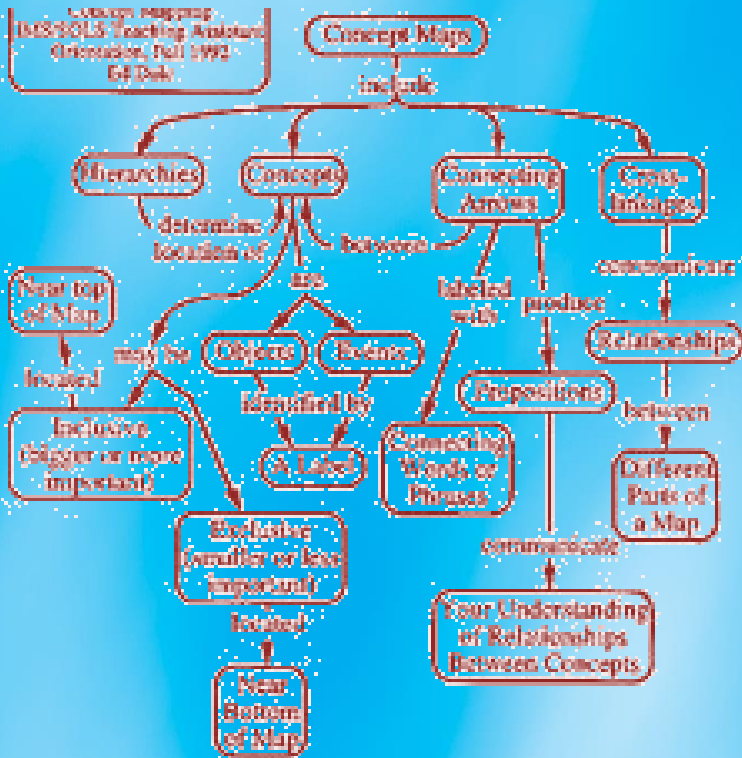 Concept Mapping
IMS/SOLS Teaching Assistant
Orientation, Fall 1992
Concept Maps
include
Hierarchies
Concepts
Connecting
Arrows
Cross-
linkages
determine
location of
between
communicate
Near top
of Map
are
labeled
with
produce
may be
Objects
Events
Relationships
located
identified by
Propositions
between
Inclusive
(bigger or more
important)
A Label
Connecting
Words or
Phrases
Different
Parts of
a Map
Exclusive
(smaller or less
important)
communicate
located
Your Understanding
of Relationships
Between Concepts
Near
Bottom
of Map